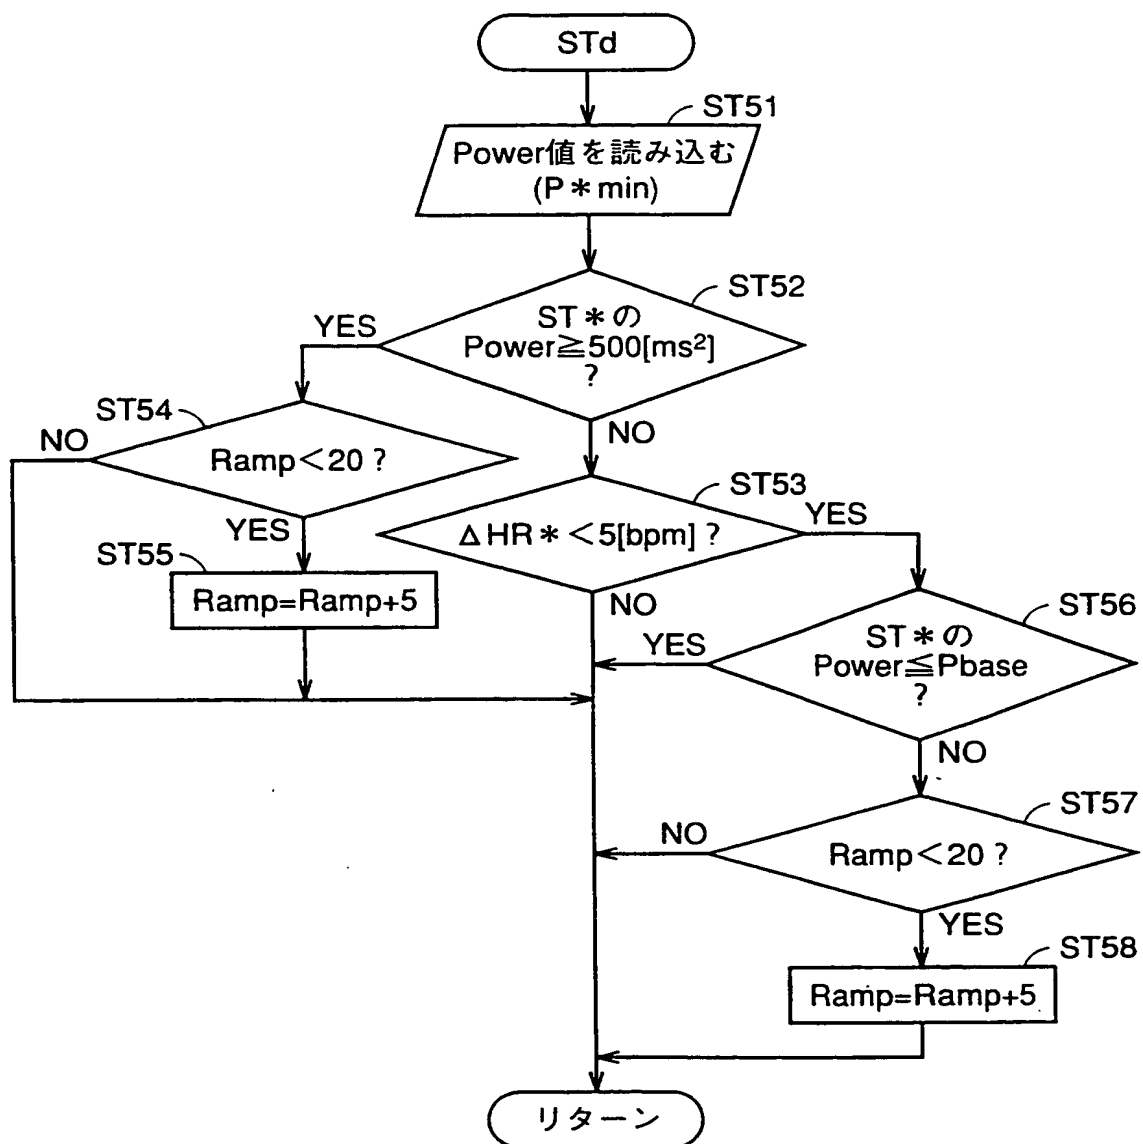 STd
ST51
Power値を読み込む
(P＊min)
ST52
ST＊の
Power≧500[ms²]
?
YES
NO
ST54
Ramp＜20 ?
NO
YES
ST53
ΔHR＊＜5[bpm] ?
YES
NO
ST55
Ramp=Ramp+5
ST56
ST＊の
Power≦Pbase
?
YES
NO
ST57
Ramp＜20 ?
NO
YES
ST58
Ramp=Ramp+5
リターン